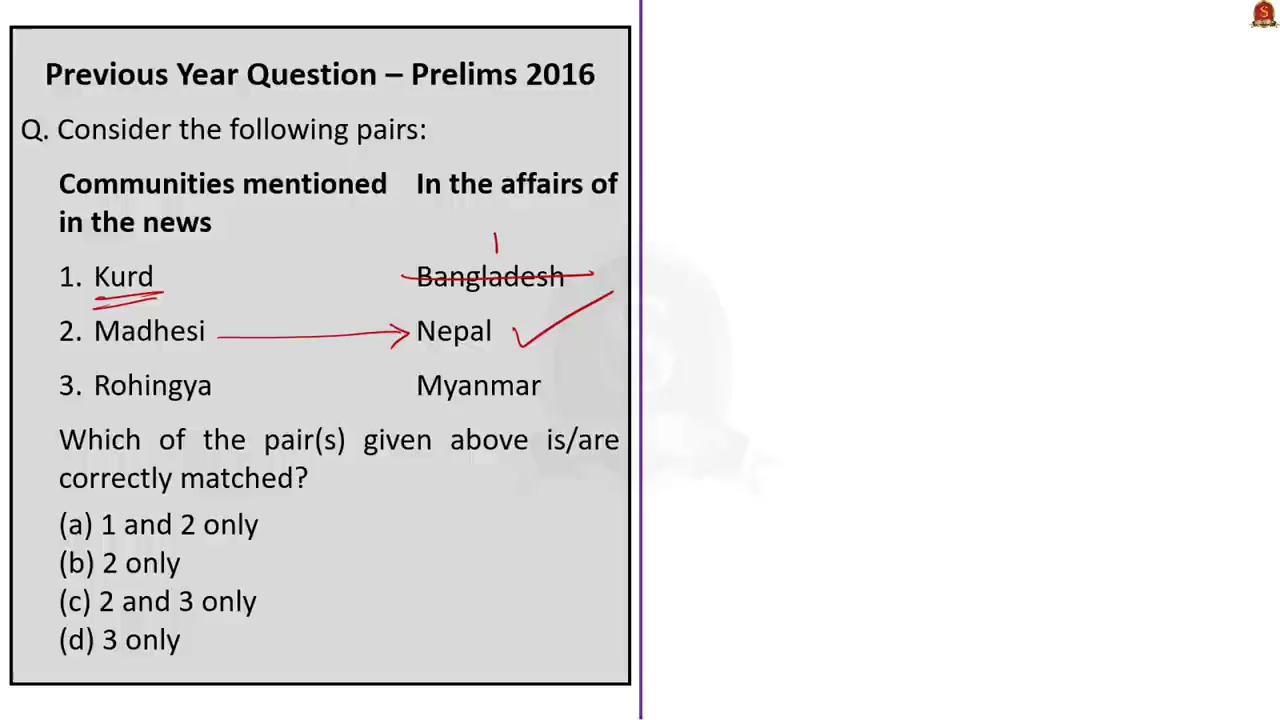 Previous Year Question – Prelims 2016
Q. Consider the following pairs:
Communities mentioned In the affairs of
in the news
1. Kurd Bangladesh
2. Madhesi Nepal
3. Rohingya Myanmar
Which of the pair(s) given above is/are
correctly matched?
(a) 1 and 2 only
(b) 2 only
(c) 2 and 3 only
(d) 3 only